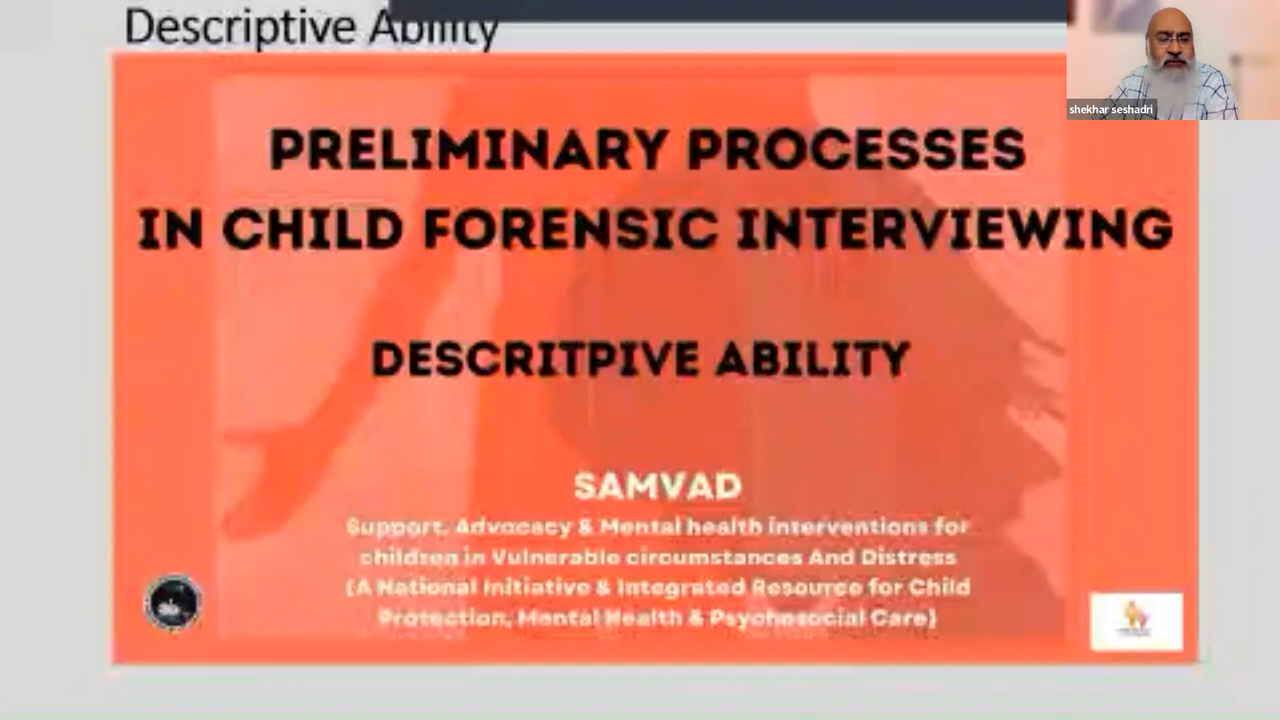 Descriptive Ability
shekhar seshadri
PRELIMINARY PROCESSES
IN CHILD FORENSIC INTERVIEWING
DESCRITPIVE ABILITY
SAMVAD
Support, Advocacy & Mental health interventions for
children in Vulnerable circumstances And Distress
(A National Initiative & Integrated Resource for Child
Protection, Mental Health & Psychosocial Care)